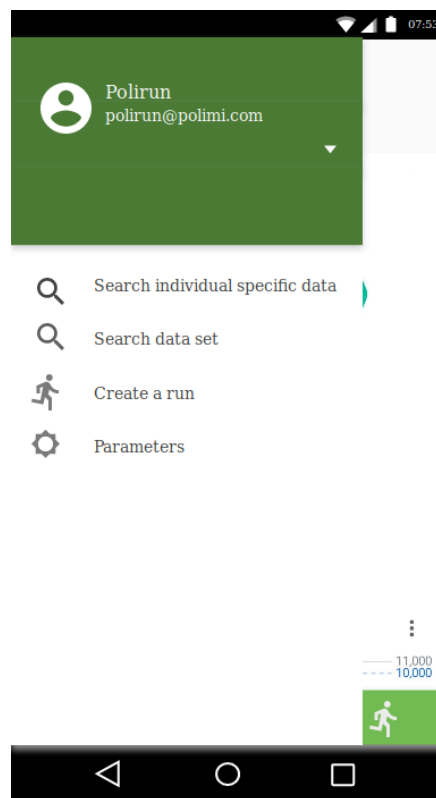 07:53
Polirun
polirun@polimi.com
Search individual specific data
Search data set
Create a run
Parameters
11,000
10,000